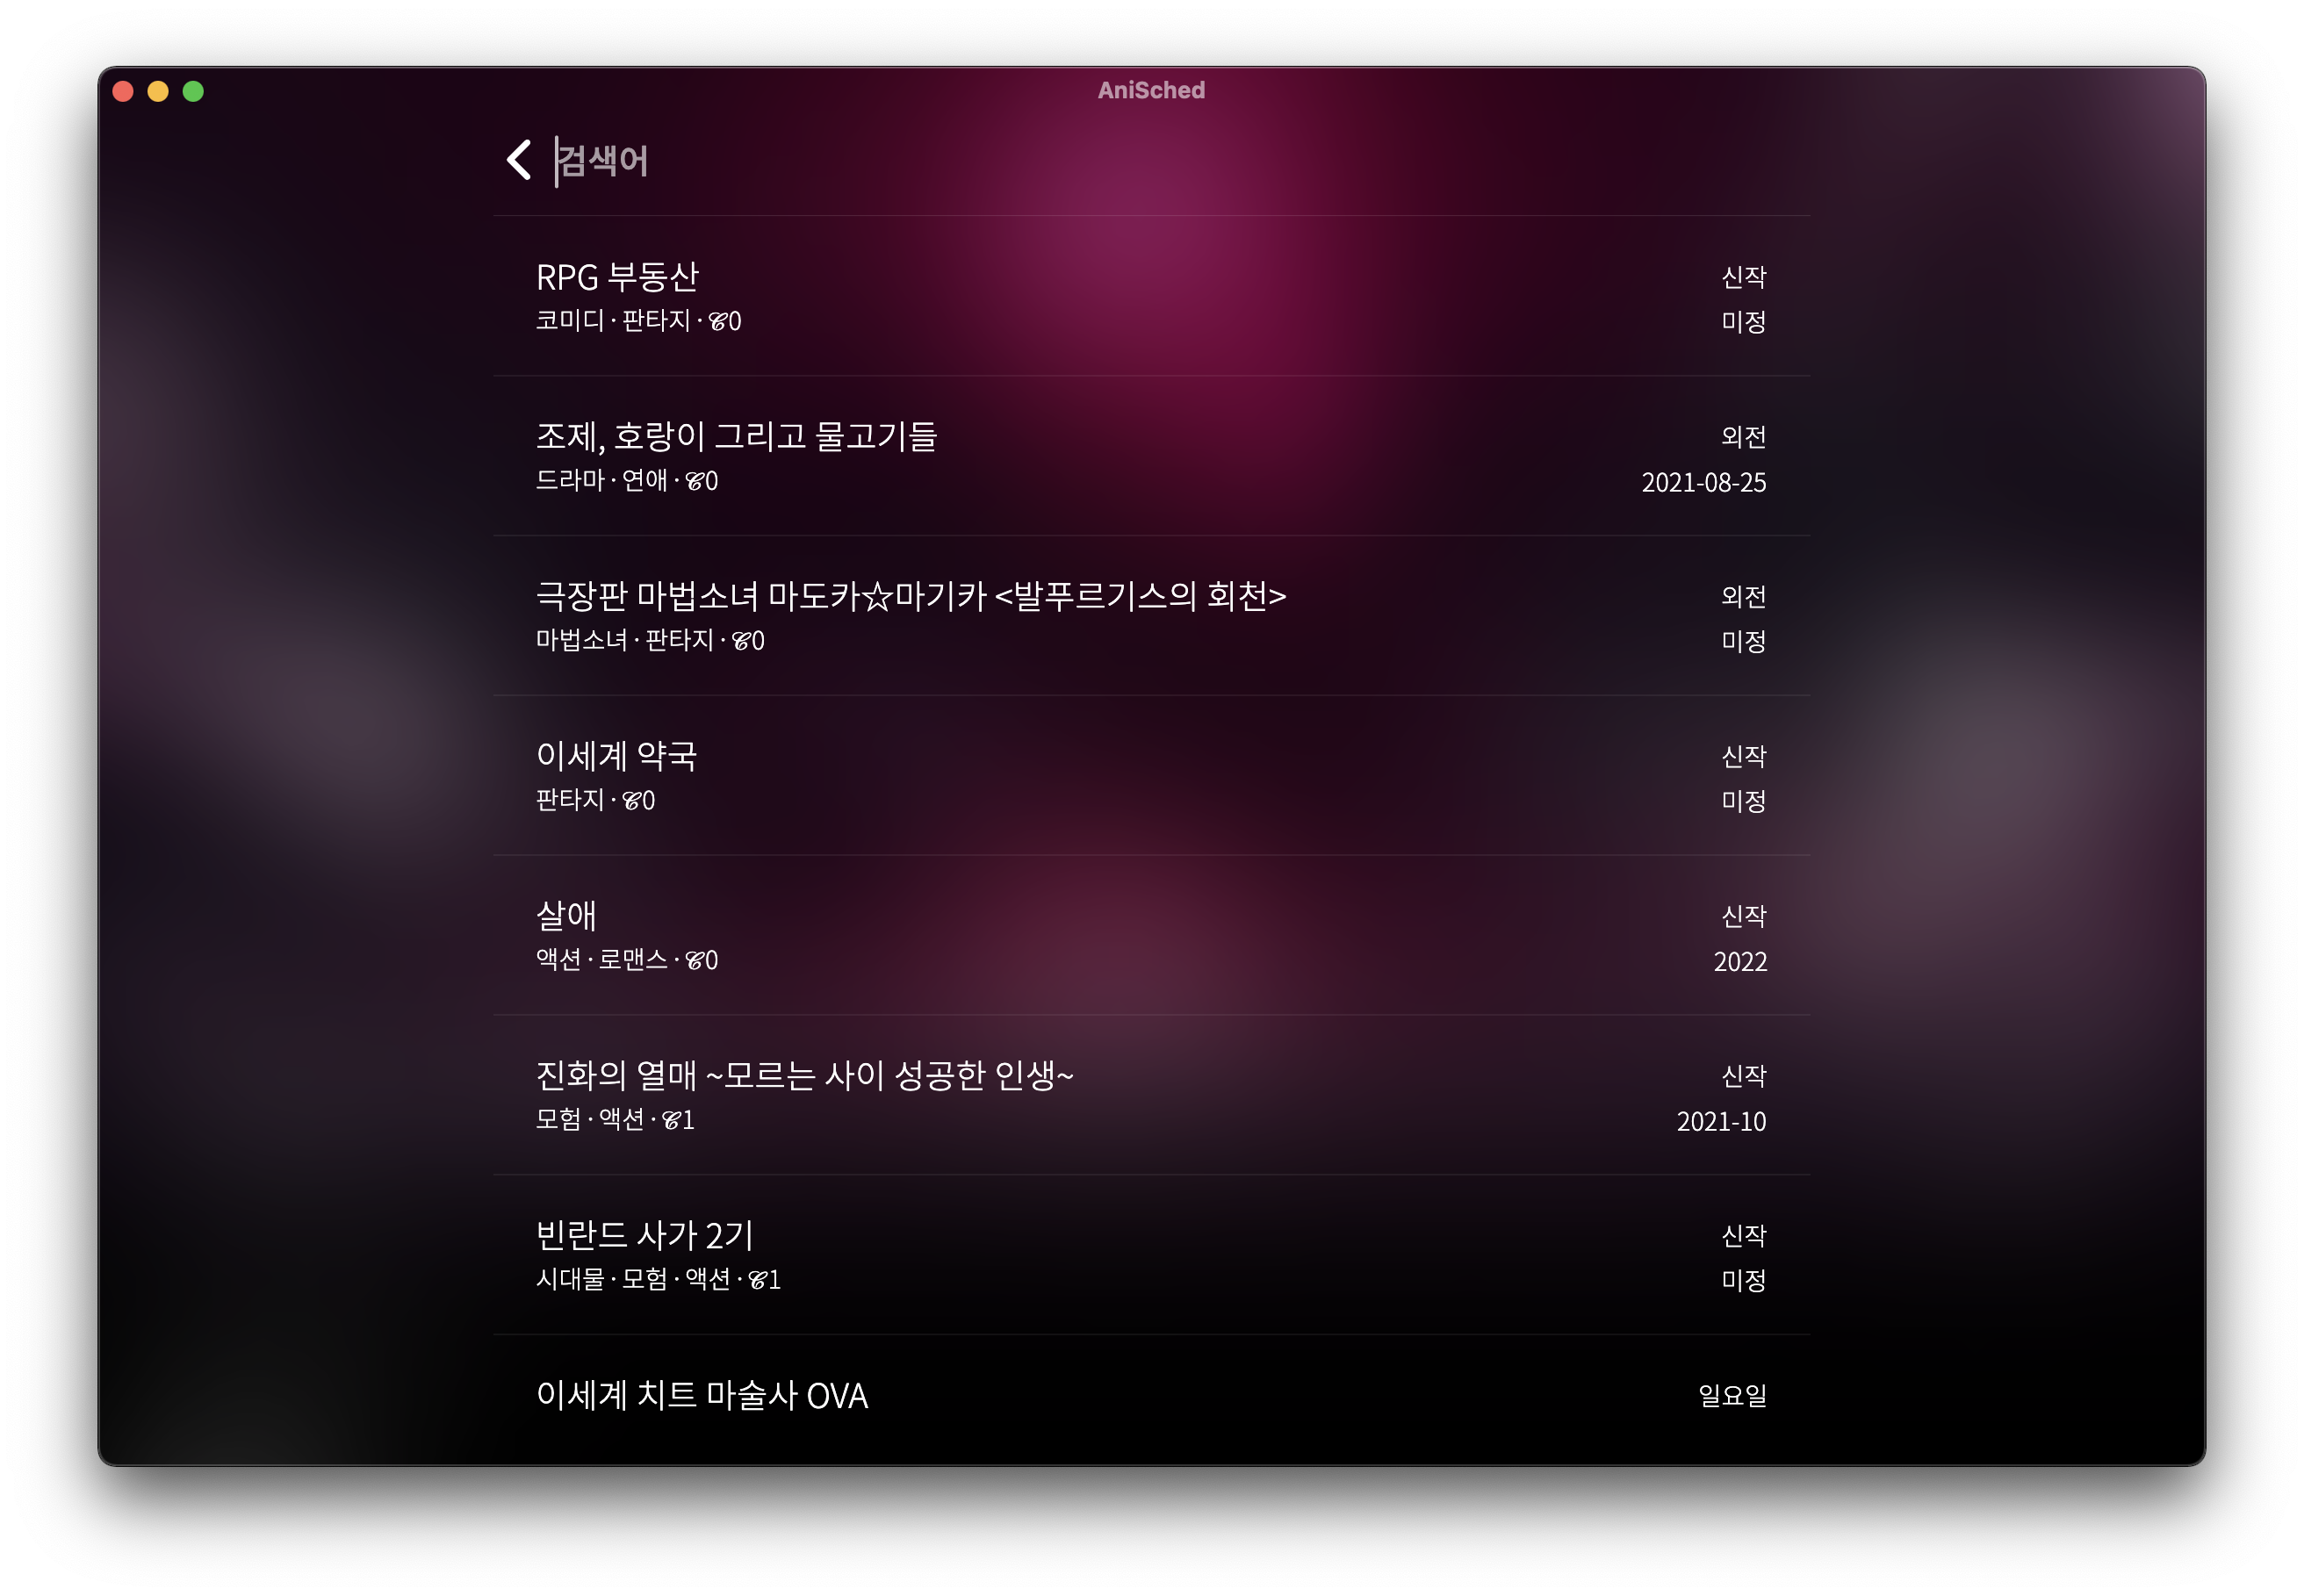 AniSched
검색어
RPG 부동산
신작
코미디 · 판타지 · 𝒞0
미정
조제, 호랑이 그리고 물고기들
외전
드라마 · 연애 · 𝒞0
2021-08-25
극장판 마법소녀 마도카☆마기카 <발푸르기스의 회천>
외전
마법소녀 · 판타지 · 𝒞0
미정
이세계 약국
신작
판타지 · 𝒞0
미정
살애
신작
액션 · 로맨스 · 𝒞0
2022
진화의 열매 ~모르는 사이 성공한 인생~
신작
모험 · 액션 · 𝒞1
2021-10
빈란드 사가 2기
신작
시대물 · 모험 · 액션 · 𝒞1
미정
이세계 치트 마술사 OVA
일요일